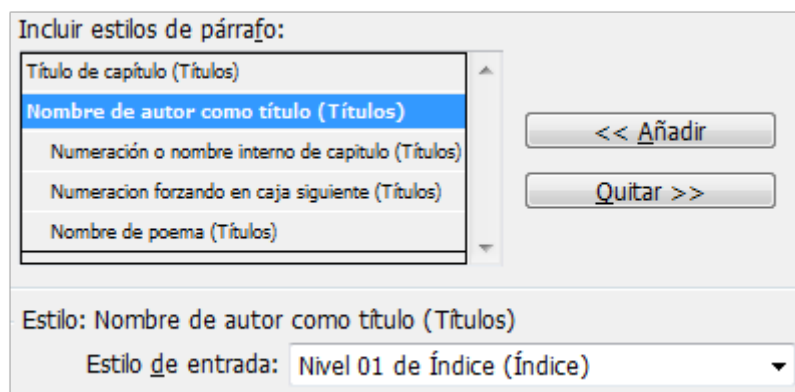 Incluir estilos de párrafo:
Título de capítulo (Títulos)
Nombre de autor como título (Títulos)
Numeración o nombre interno de capitulo (Títulos)
Numeracion forzando en caja siguiente (Títulos)
Nombre de poema (Títulos)
<< Añadir
Quitar >>
Estilo: Nombre de autor como título (Títulos)
Estilo de entrada: Nivel 01 de Índice (Índice)